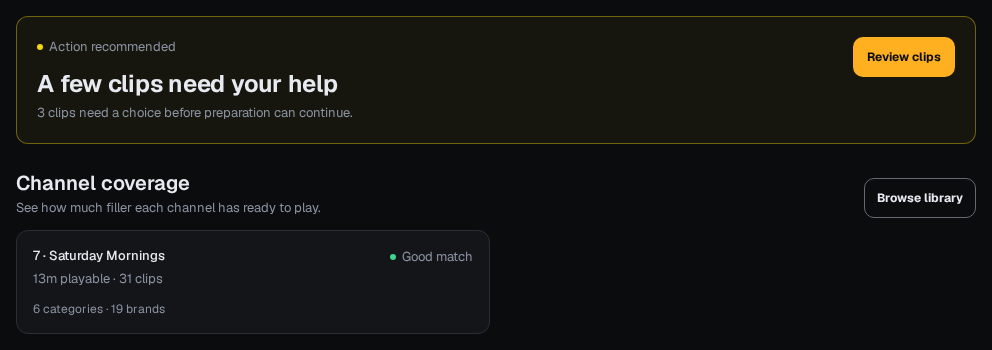 Action recommended
Review clips
A few clips need your help
3 clips need a choice before preparation can continue.
Channel coverage
See how much filler each channel has ready to play.
Browse library
7 · Saturday Mornings
Good match
13m playable · 31 clips
6 categories · 19 brands